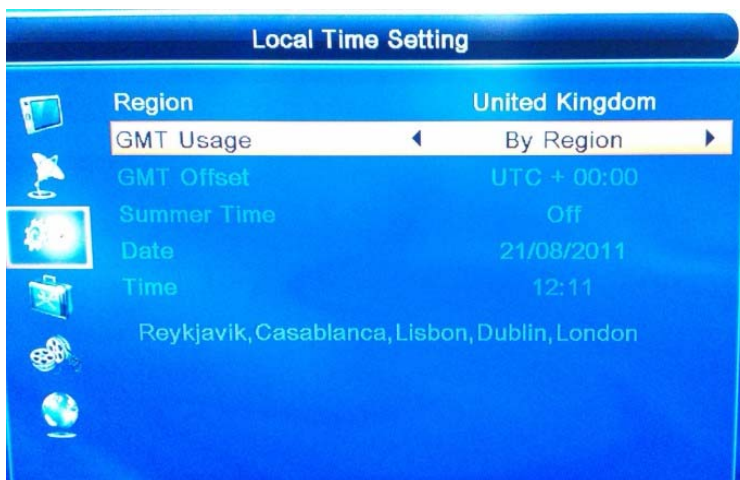 Local Time Setting
Region United Kingdom
GMT Usage By Region
GMT Offset UTC + 00:00
Summer Time Off
Date 21/08/2011
Time 12:11
Reykjavik,Casablanca,Lisbon,Dublin,London